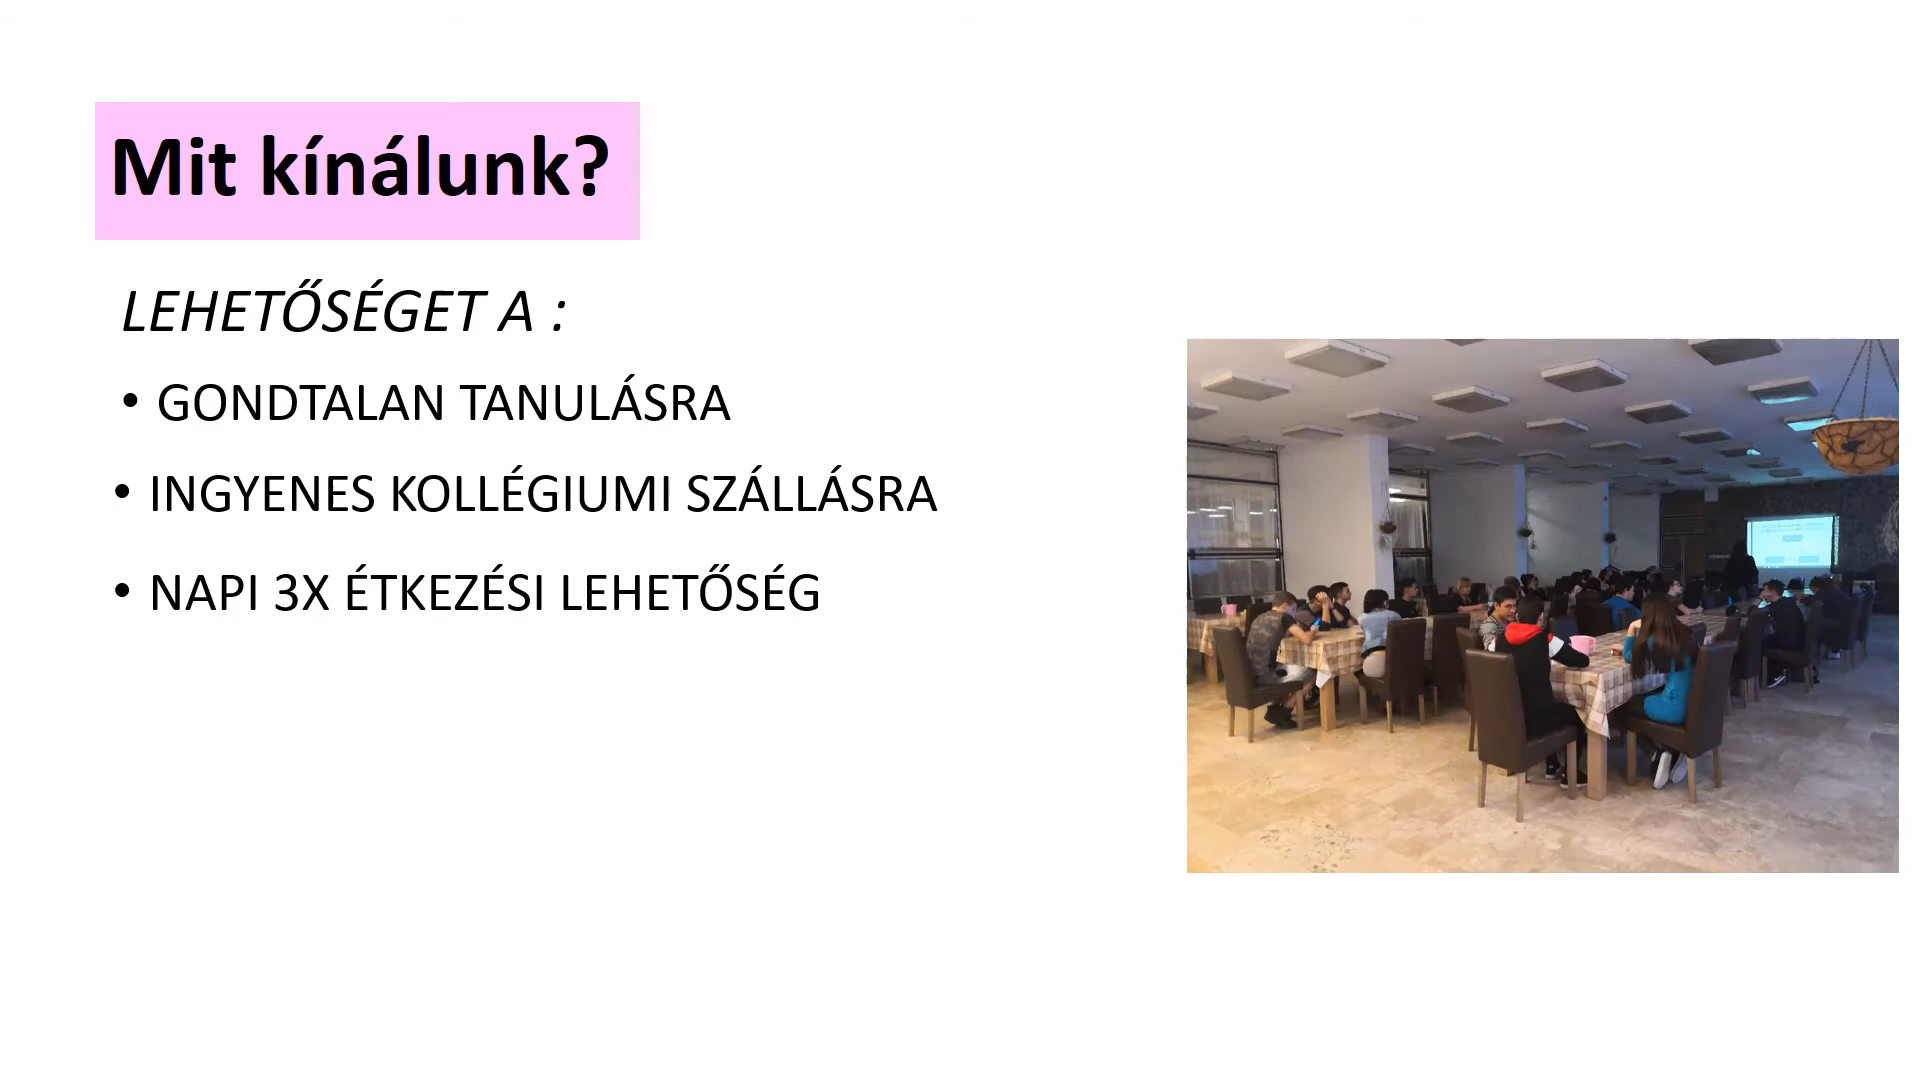 Mit kínálunk?
LEHETŐSÉGET A :
• GONDTALAN TANULÁSRA
• INGYENES KOLLÉGIUMI SZÁLLÁSRA
• NAPI 3X ÉTKEZÉSI LEHETŐSÉG